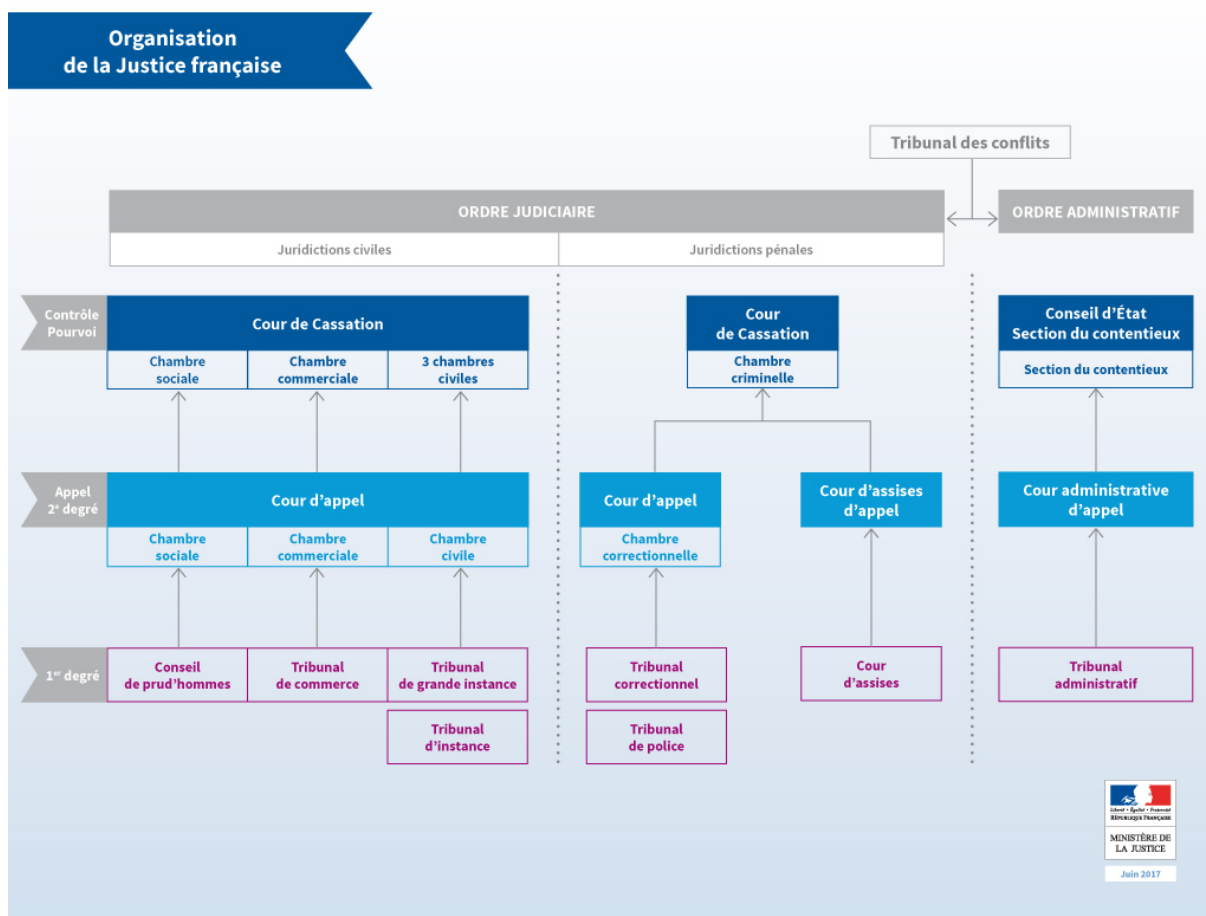 Organisation
de la Justice française
Tribunal des conflits
ORDRE JUDICIAIRE
ORDRE ADMINISTRATIF
Juridictions civiles
Juridictions pénales
Contrôle
Pourvoi
Cour de Cassation
Chambre
sociale
Chambre
commerciale
3 chambres
civiles
Cour
de Cassation
Chambre
criminelle
Conseil d’État
Section du contentieux
Section du contentieux
Appel
2e degré
Cour d’appel
Chambre
sociale
Chambre
commerciale
Chambre
civile
Cour d’appel
Chambre
correctionnelle
Cour d’assises
d’appel
Cour administrative
d’appel
1er degré
Conseil
de prud’hommes
Tribunal
de commerce
Tribunal
de grande instance
Tribunal
d’instance
Tribunal
correctionnel
Tribunal
de police
Cour
d’assises
Tribunal
administratif
Liberté • Égalité • Fraternité
RÉPUBLIQUE FRANÇAISE
MINISTÈRE DE
LA JUSTICE
Juin 2017